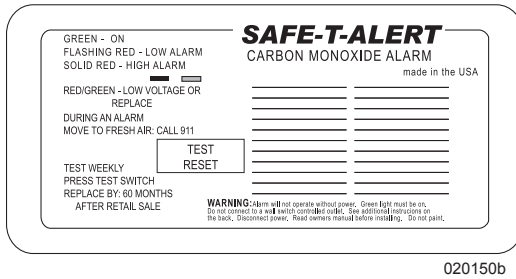 GREEN - ON
FLASHING RED - LOW ALARM
SOLID RED - HIGH ALARM
RED/GREEN - LOW VOLTAGE OR
REPLACE
DURING AN ALARM
MOVE TO FRESH AIR: CALL 911
TEST
RESET
TEST WEEKLY
PRESS TEST SWITCH
REPLACE BY: 60 MONTHS
AFTER RETAIL SALE
SAFE-T-ALERT
CARBON MONOXIDE ALARM
made in the USA
WARNING: Alarm will not operate without power. Green light must be on.
Do not connect to a wall switch controlled outlet. See additional instrucions on
the back. Disconnect power. Read owners manual before installing. Do not paint.
020150b